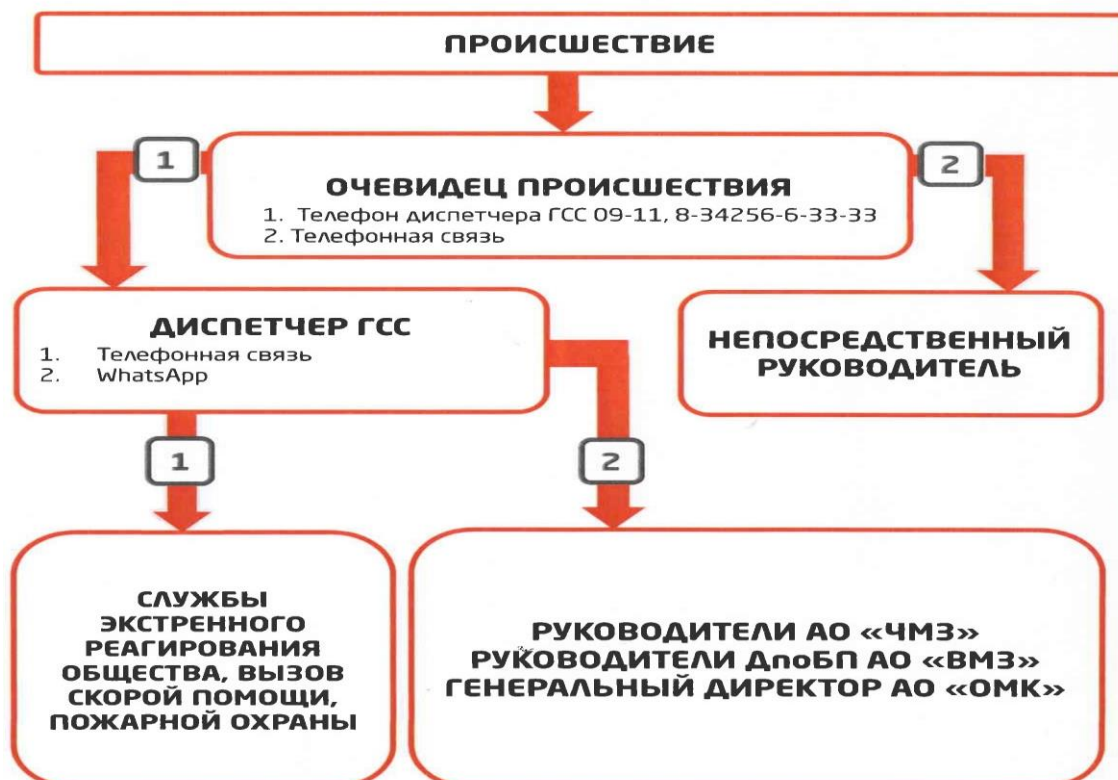 ПРОИСШЕСТВИЕ
1
2
ОЧЕВИДЕЦ ПРОИСШЕСТВИЯ
1. Телефон диспетчера ГСС 09-11, 8-34256-6-33-33
2. Телефонная связь
ДИСПЕТЧЕР ГСС
1. Телефонная связь
2. WhatsApp
НЕПОСРЕДСТВЕННЫЙ
РУКОВОДИТЕЛЬ
1
2
СЛУЖБЫ
ЭКСТРЕННОГО
РЕАГИРОВАНИЯ
ОБЩЕСТВА, ВЫЗОВ
СКОРОЙ ПОМОЩИ,
ПОЖАРНОЙ ОХРАНЫ
РУКОВОДИТЕЛИ АО «ЧМЗ»
РУКОВОДИТЕЛИ ДпоБП АО «ВМЗ»
ГЕНЕРАЛЬНЫЙ ДИРЕКТОР АО «ОМК»